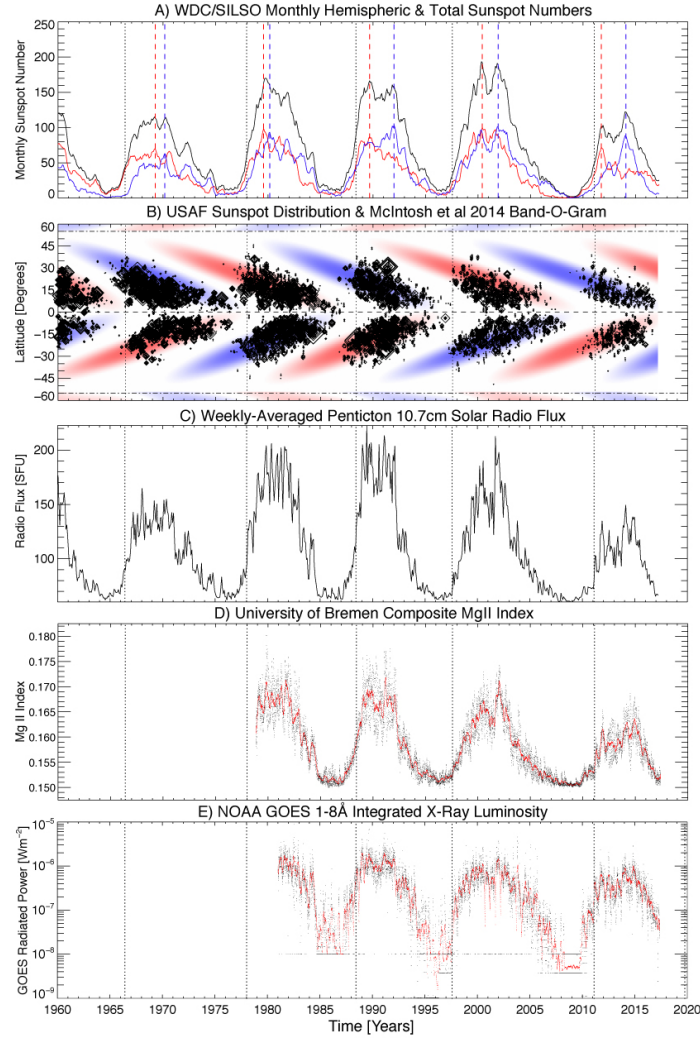 A) WDC/SILSO Monthly Hemispheric & Total Sunspot Numbers
Monthly Sunspot Number
250
200
150
100
50
0
B) USAF Sunspot Distribution & McIntosh et al 2014 Band-O-Gram
Latitude [Degrees]
60
45
30
15
0
-15
-30
-45
-60
C) Weekly-Averaged Penticton 10.7cm Solar Radio Flux
Radio Flux [SFU]
200
150
100
D) University of Bremen Composite MgII Index
Mg II Index
0.180
0.175
0.170
0.165
0.160
0.155
0.150
E) NOAA GOES 1-8Å Integrated X-Ray Luminosity
GOES Radiated Power [Wm⁻²]
10⁻⁵
10⁻⁶
10⁻⁷
10⁻⁸
10⁻⁹
1960 1965 1970 1975 1980 1985 1990 1995 2000 2005 2010 2015 2020
Time [Years]